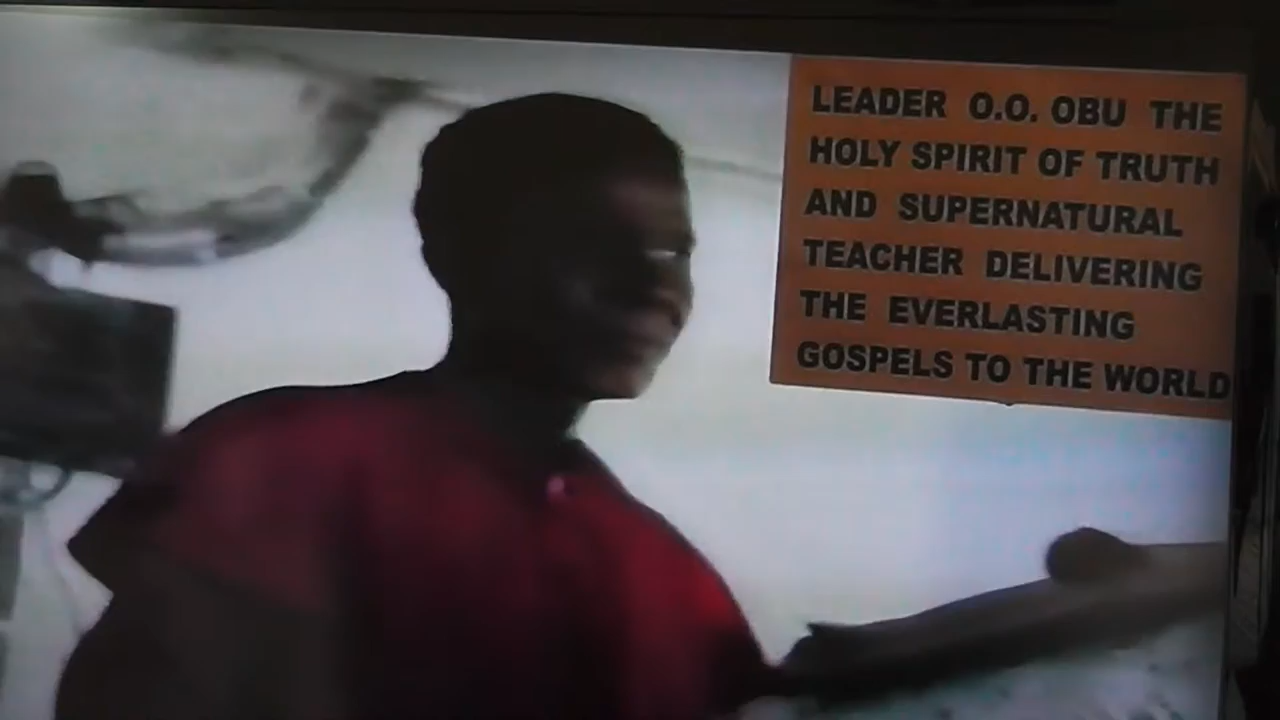 LEADER O.O. OBU THE
HOLY SPIRIT OF TRUTH
AND SUPERNATURAL
TEACHER DELIVERING
THE EVERLASTING
GOSPELS TO THE WORLD